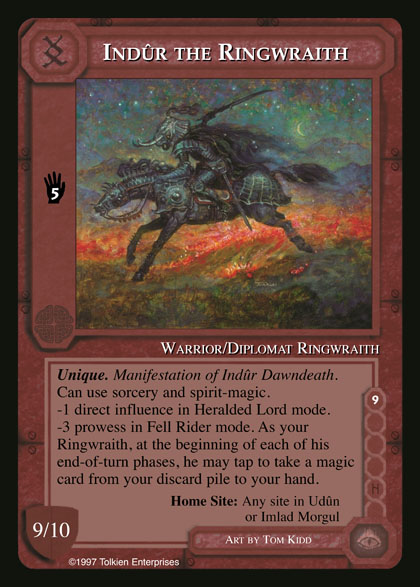 Indûr the Ringwraith
5
Warrior/Diplomat Ringwraith
Unique. Manifestation of Indûr Dawndeath.
Can use sorcery and spirit-magic.
-1 direct influence in Heralded Lord mode.
-3 prowess in Fell Rider mode. As your
Ringwraith, at the beginning of each of his
end-of-turn phases, he may tap to take a magic
card from your discard pile to your hand.
Home Site: Any site in Udûn
or Imlad Morgul
9
H
9/10
Art by Tom Kidd
©1997 Tolkien Enterprises